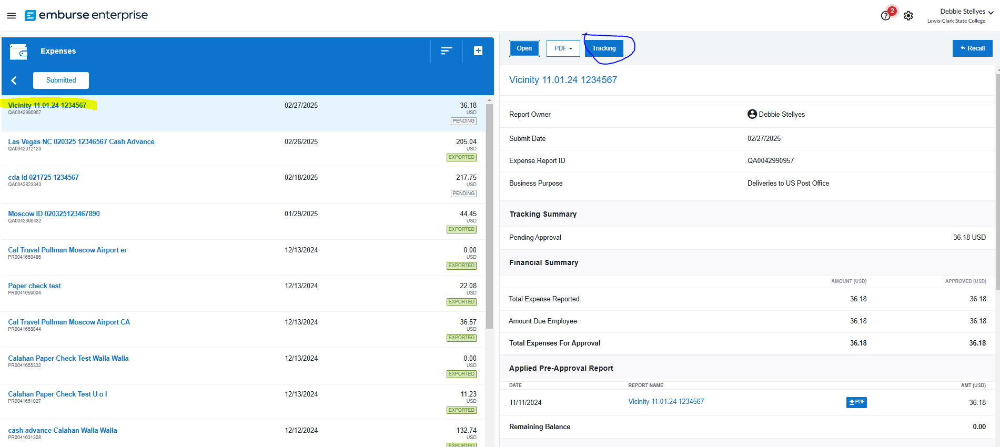 emburse enterprise
2
Debbie Stellyes
Lewis-Clark State College
Expenses
Submitted
Vicinity 11.01.24 1234567 02/27/2025 36.18
QA0042990957 USD
PENDING
Las Vegas NC 020325 12346567 Cash Advance 02/26/2025 205.04
QA0042912123 USD
EXPORTED
cda id 021725 1234567 02/18/2025 217.75
QA0042823343 USD
PENDING
Moscow ID 020325123467890 01/29/2025 44.45
QA0042396482 USD
EXPORTED
Cal Travel Pullman Moscow Airport er 12/13/2024 0.00
PR0041660486 USD
EXPORTED
Paper check test 12/13/2024 22.08
PR0041659004 USD
EXPORTED
Cal Travel Pullman Moscow Airport CA 12/13/2024 36.57
PR0041658844 USD
EXPORTED
Calahan Paper Check Test Walla Walla 12/13/2024 0.00
PR0041655332 USD
EXPORTED
Calahan Paper Check Test U o I 12/13/2024 11.23
PR0041651027 USD
EXPORTED
cash advance Calahan Walla Walla 12/12/2024 132.74
PR0041631308 USD
EXPORTED
Open PDF Tracking Recall
Vicinity 11.01.24 1234567
Report Owner Debbie Stellyes
Submit Date 02/27/2025
Expense Report ID QA0042990957
Business Purpose Deliveries to US Post Office
Tracking Summary
Pending Approval 36.18 USD
Financial Summary
AMOUNT (USD) APPROVED (USD)
Total Expense Reported 36.18 36.18
Amount Due Employee 36.18 36.18
Total Expenses For Approval 36.18 36.18
Applied Pre-Approval Report
DATE REPORT NAME AMT (USD)
11/11/2024 Vicinity 11.01.24 1234567 PDF 36.18
Remaining Balance 0.00